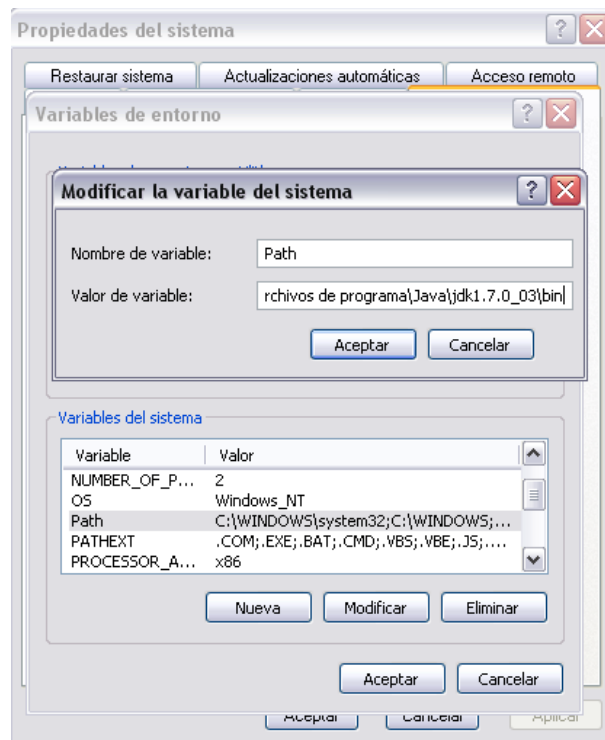 Propiedades del sistema
Restaurar sistema Actualizaciones automáticas Acceso remoto
Variables de entorno
Modificar la variable del sistema
Nombre de variable: Path
Valor de variable: rchivos de programa\Java\jdk1.7.0_03\bin
Aceptar Cancelar
Variables del sistema
Variable Valor
NUMBER_OF_P... 2
OS Windows_NT
Path C:\WINDOWS\system32;C:\WINDOWS;...
PATHEXT .COM;.EXE;.BAT;.CMD;.VBS;.VBE;.JS;....
PROCESSOR_A... x86
Nueva Modificar Eliminar
Aceptar Cancelar
Aceptar Cancelar Aplicar